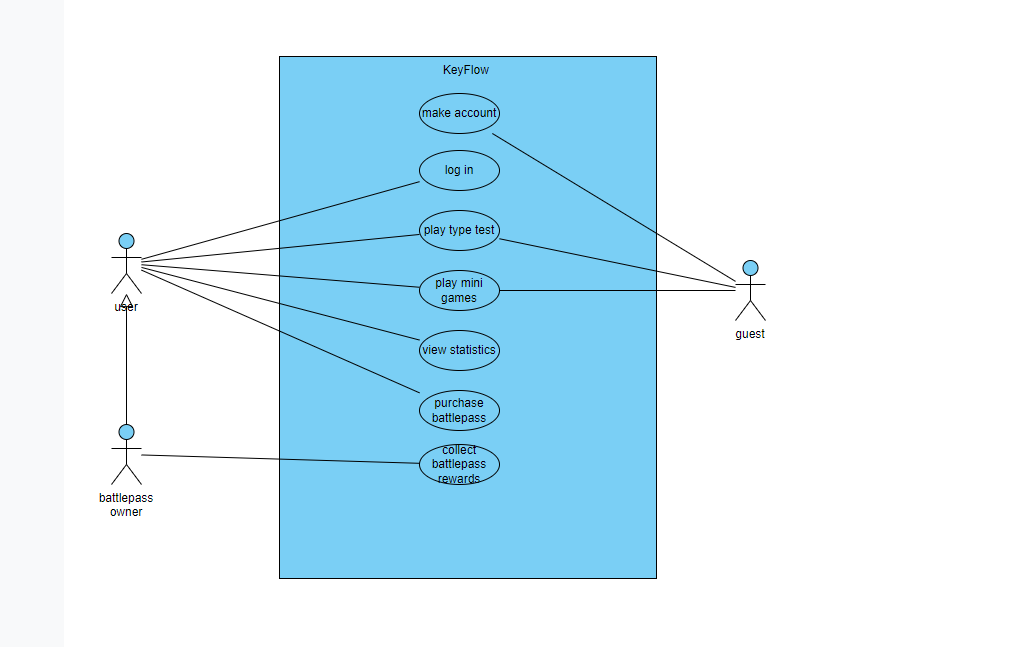 KeyFlow
make account
log in
play type test
play mini
games
view statistics
purchase
battlepass
collect
battlepass
rewards
user
battlepass
owner
guest